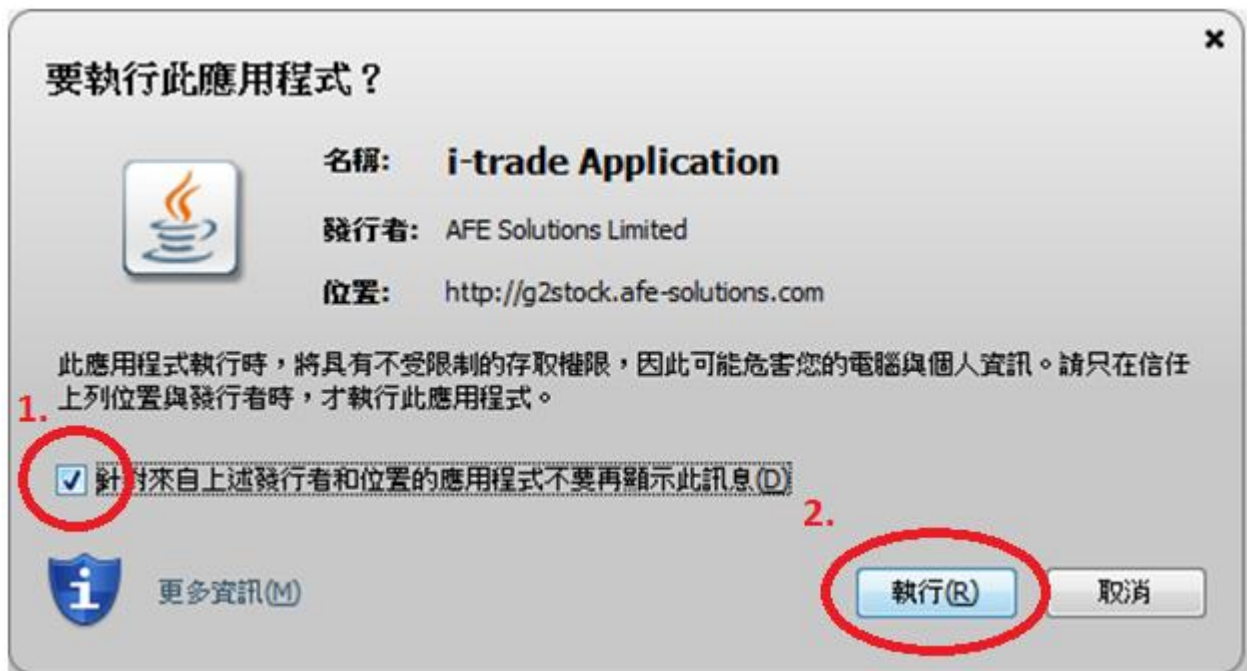 要執行此應用程式？
名稱: i-trade Application
發行者: AFE Solutions Limited
位置: http://g2stock.afe-solutions.com
此應用程式執行時，將具有不受限制的存取權限，因此可能危害您的電腦與個人資訊。請只在信任
上列位置與發行者時，才執行此應用程式。
1.
針對來自上述發行者和位置的應用程式不要再顯示此訊息(D)
2.
更多資訊(M)
執行(R) 取消